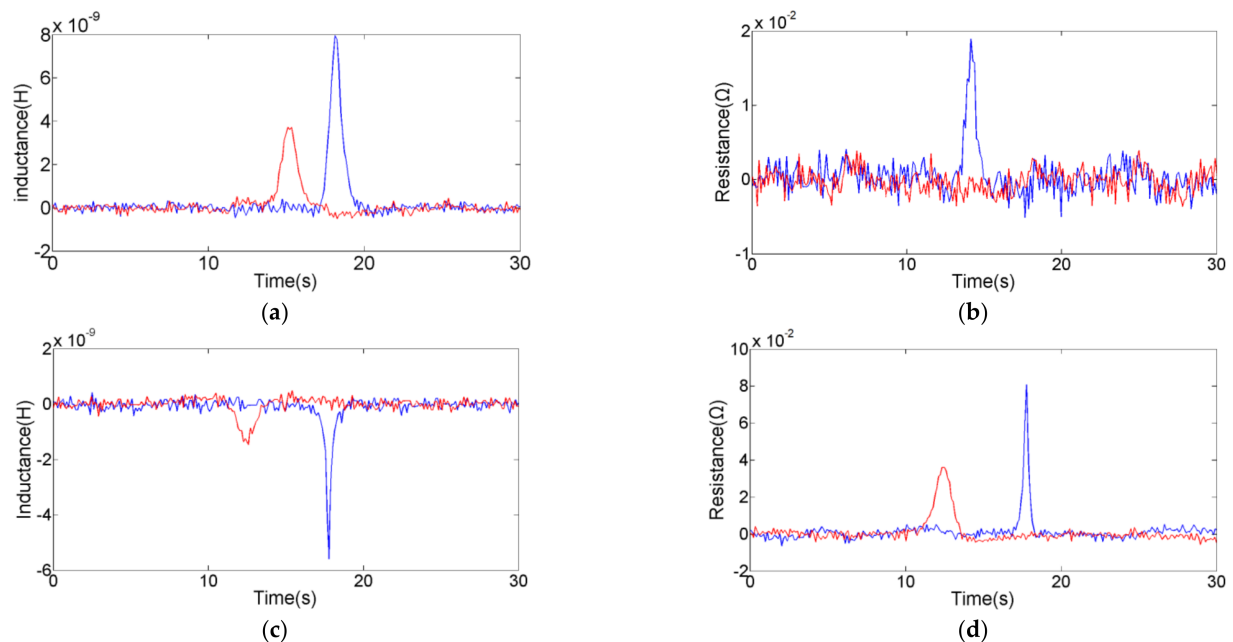 8 x 10⁻⁹
6
4
2
0
-2
0 10 20 30
inductance(H)
Time(s)
(a)
2 x 10⁻²
1
0
-1
0 10 20 30
Resistance(Ω)
Time(s)
(b)
2 x 10⁻⁹
0
-2
-4
-6
0 10 20 30
Inductance(H)
Time(s)
(c)
10 x 10⁻²
8
4
2
0
-2
0 10 20 30
Resistance(Ω)
Time(s)
(d)